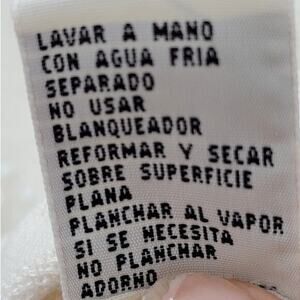 LAVAR A MANO
CON AGUA FRIA
SEPARADO
NO USAR
BLANQUEADOR
REFORMAR Y SECAR
SOBRE SUPERFICIE
PLANA
PLANCHAR AL VAPOR
SI SE NECESITA
NO PLANCHAR
ADORNO